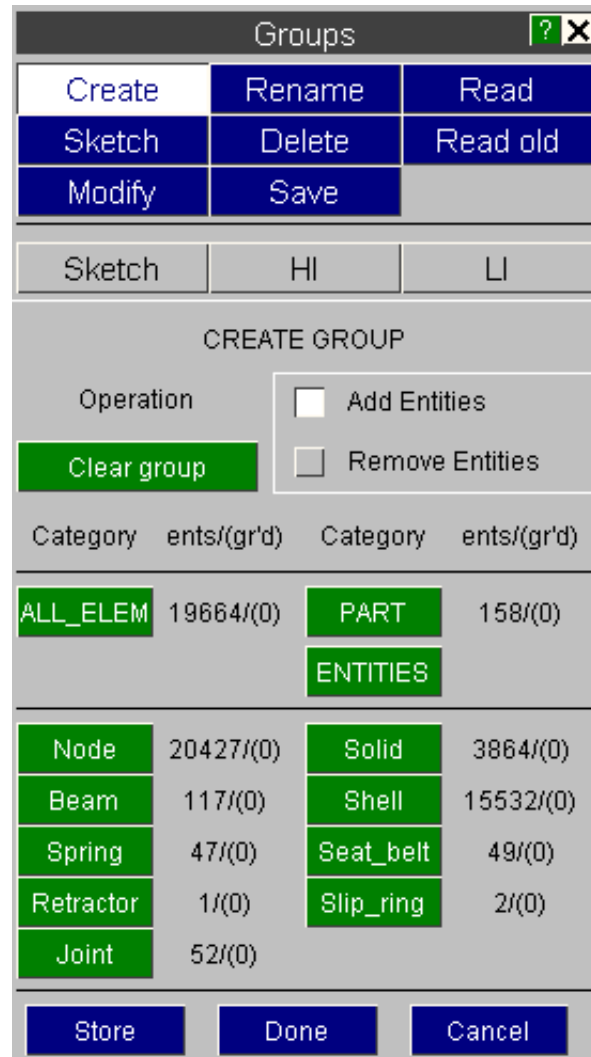 Groups ? X
Create Rename Read
Sketch Delete Read old
Modify Save
Sketch HI LI
CREATE GROUP
Operation Add Entities
Clear group Remove Entities
Category ents/(gr'd) Category ents/(gr'd)
ALL_ELEM 19664/(0) PART 158/(0)
ENTITIES
Node 20427/(0) Solid 3864/(0)
Beam 117/(0) Shell 15532/(0)
Spring 47/(0) Seat_belt 49/(0)
Retractor 1/(0) Slip_ring 2/(0)
Joint 52/(0)
Store Done Cancel